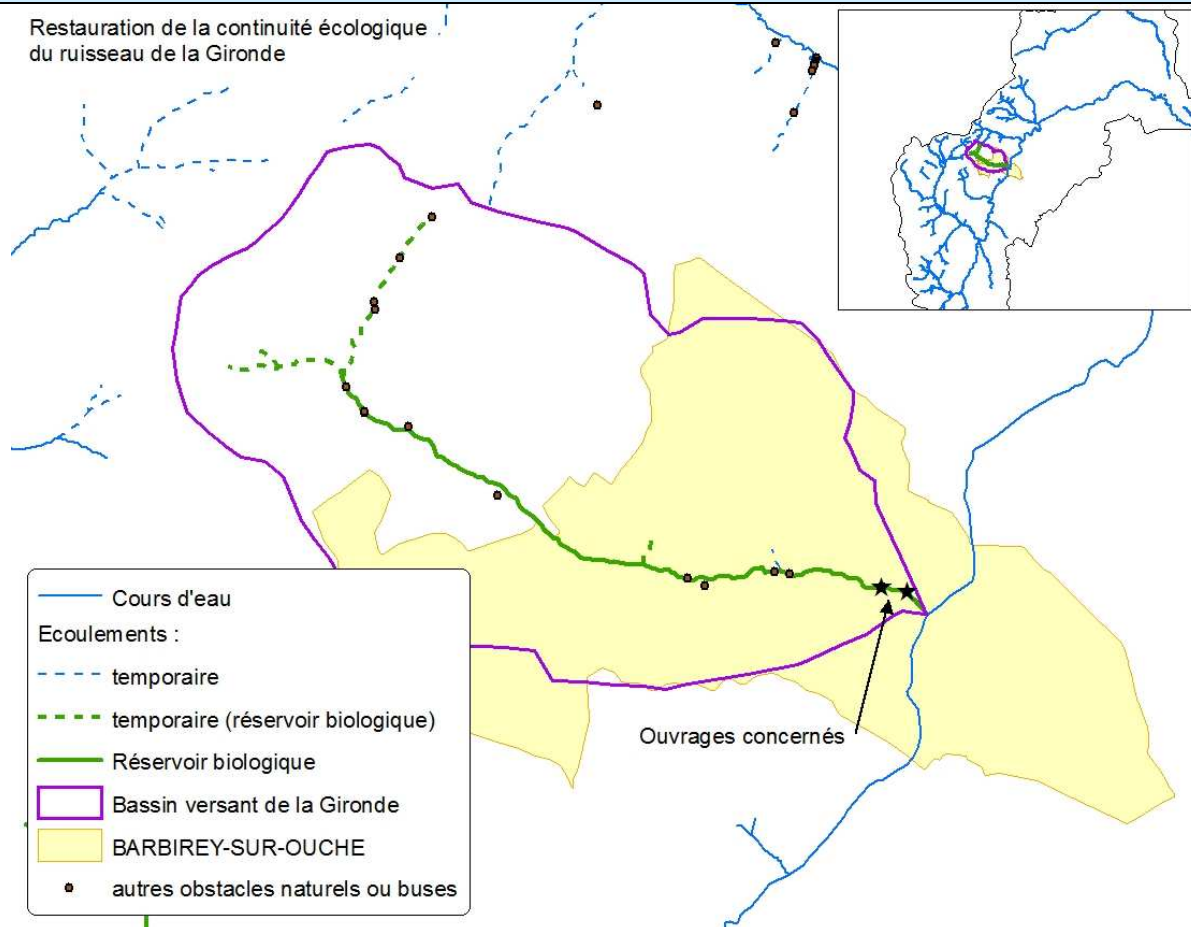 Restauration de la continuité écologique
du ruisseau de la Gironde
Ouvrages concernés
Cours d'eau
Ecoulements :
temporaire
temporaire (réservoir biologique)
Réservoir biologique
Bassin versant de la Gironde
BARBIREY-SUR-OUCHE
autres obstacles naturels ou buses